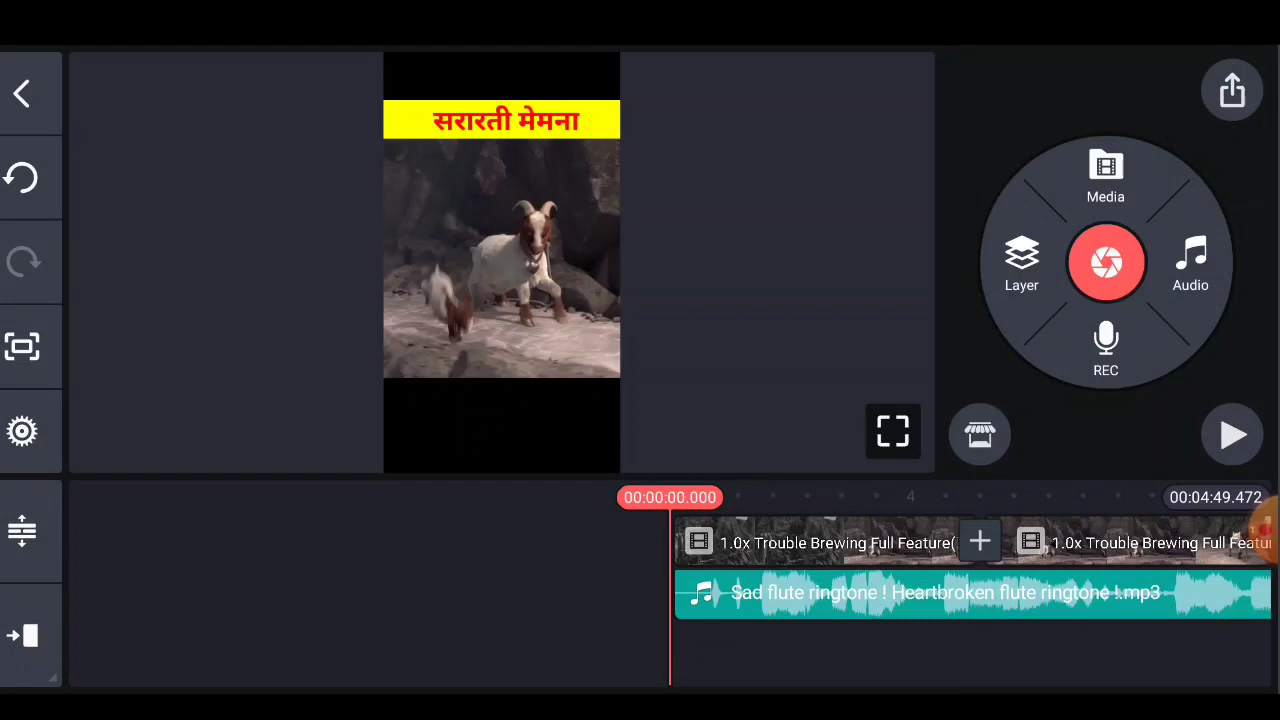 सरारती मेमना
Media
Layer
Audio
REC
00:00:00.000
4
00:04:49.472
1.0x Trouble Brewing Full Feature(
1.0x Trouble Brewing Full Featu
Sad flute ringtone ! Heartbroken flute ringtone !.mp3